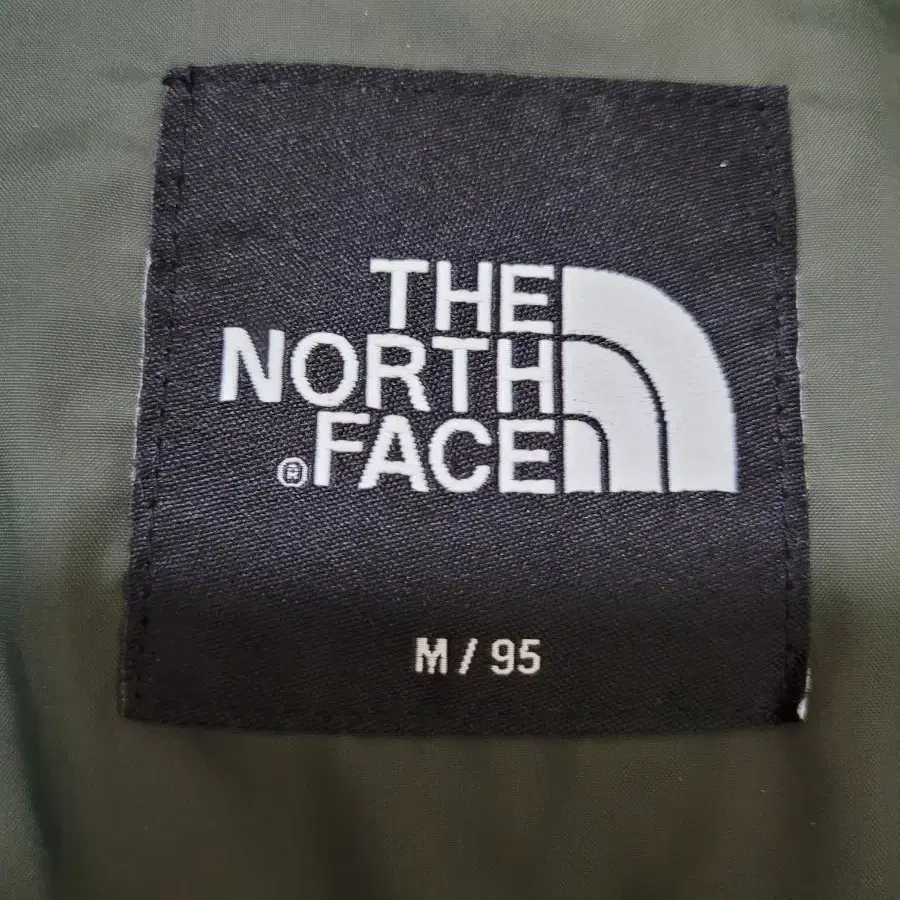 THE
NORTH
®FACE
M / 95